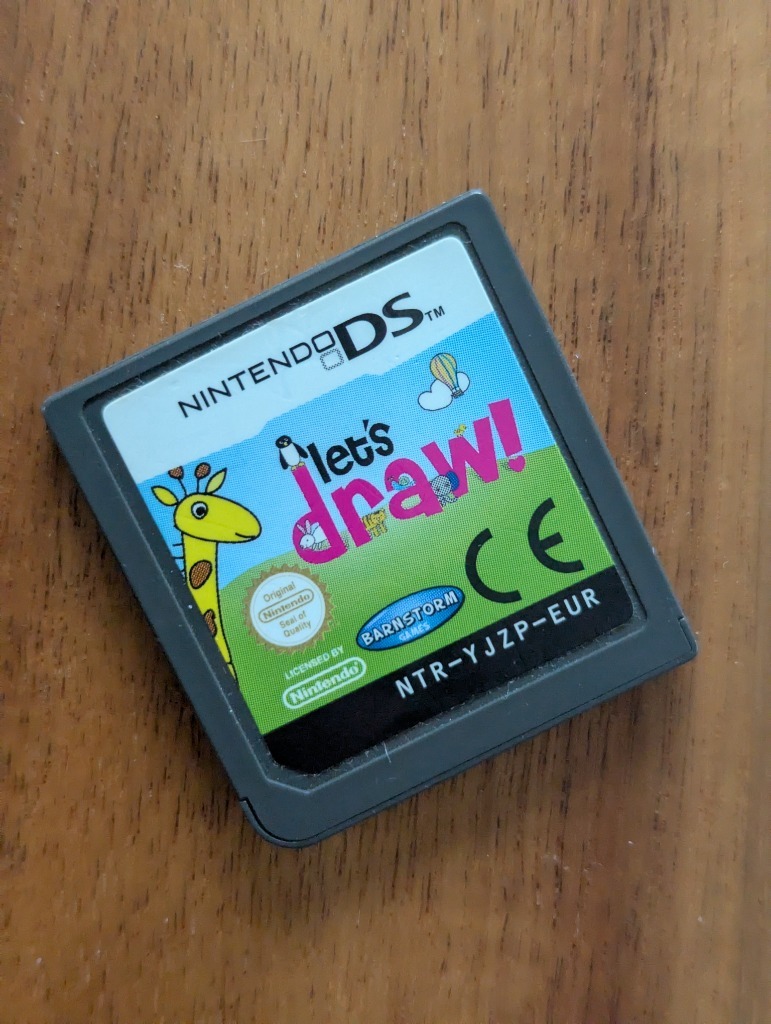 NINTENDO DS™
let's
draw!
Original
Nintendo
Seal of
Quality
BARNSTORM
GAMES
CE
LICENSED BY
Nintendo®
NTR-YJZP-EUR